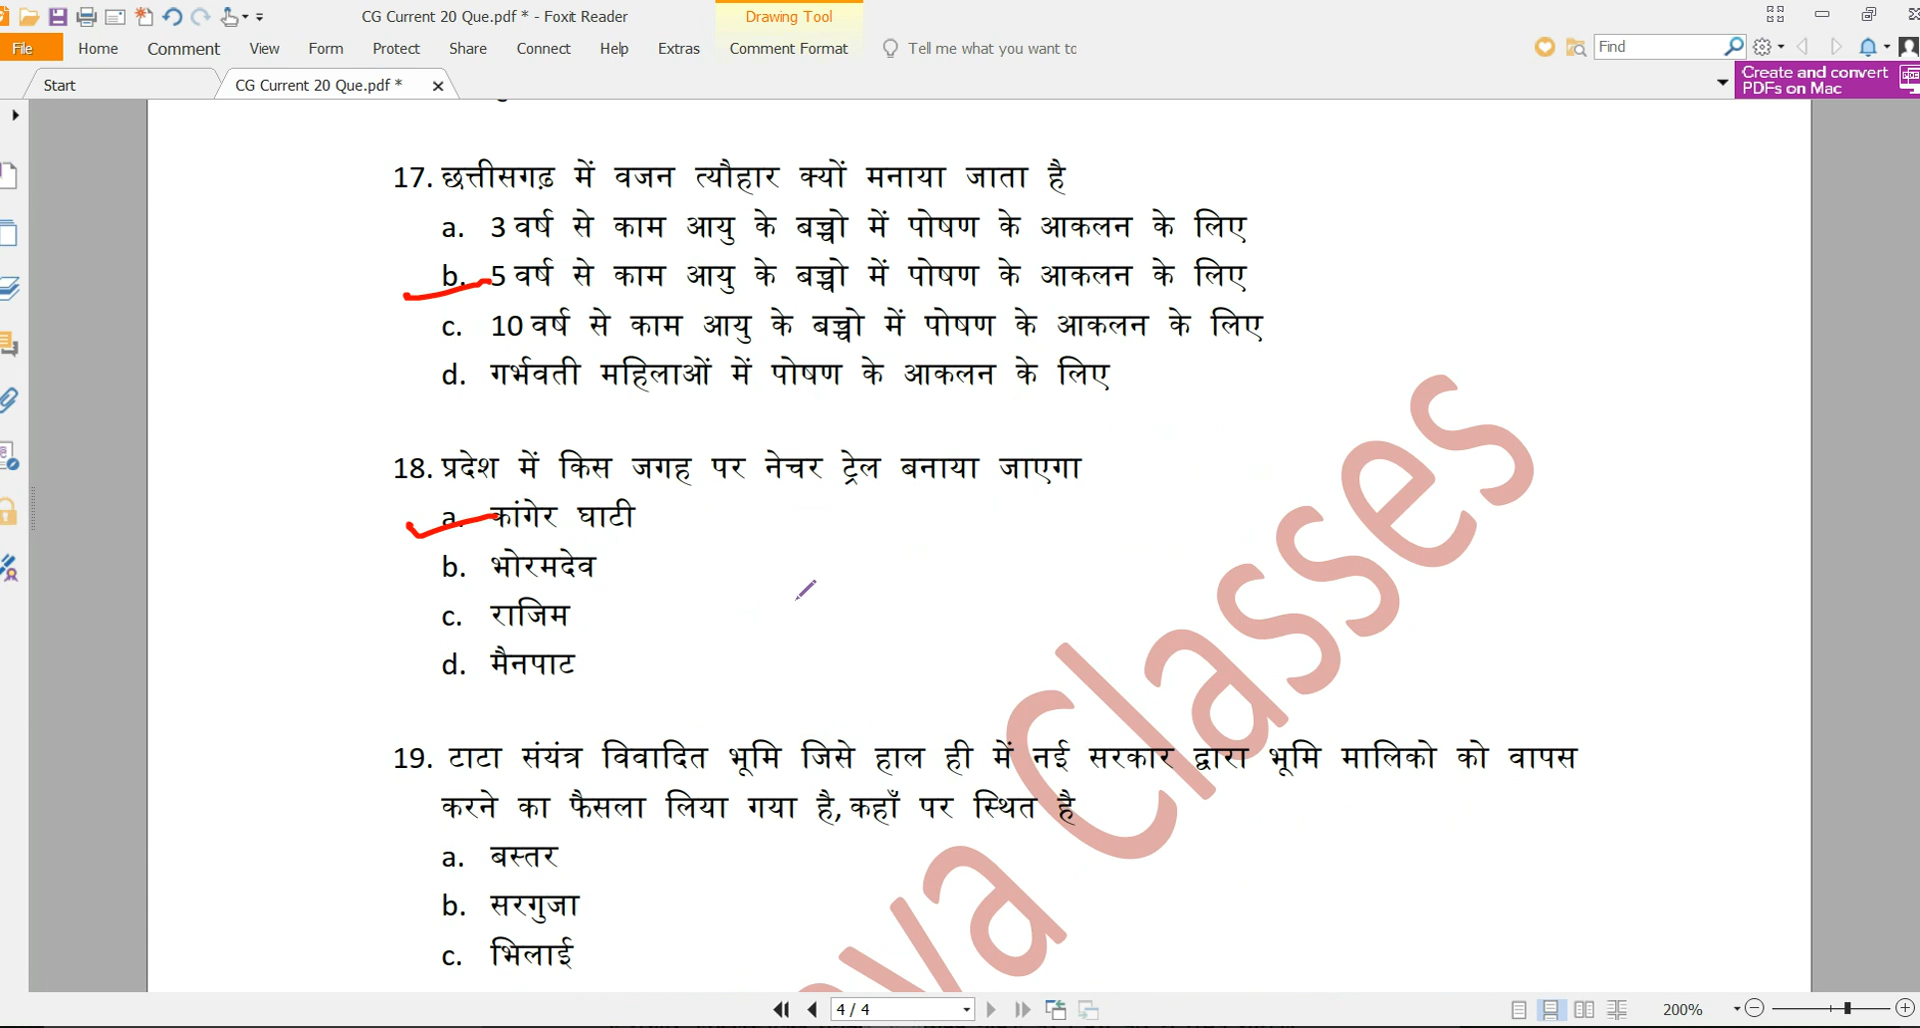 CG Current 20 Que.pdf * - Foxit Reader
Drawing Tool
File Home Comment View Form Protect Share Connect Help Extras Comment Format Tell me what you want to Find
Start CG Current 20 Que.pdf * Create and convert
PDFs on Mac
17. छत्तीसगढ़ में वजन त्यौहार क्यों मनाया जाता है
a. 3 वर्ष से काम आयु के बच्चो में पोषण के आकलन के लिए
b. 5 वर्ष से काम आयु के बच्चो में पोषण के आकलन के लिए
c. 10 वर्ष से काम आयु के बच्चो में पोषण के आकलन के लिए
d. गर्भवती महिलाओं में पोषण के आकलन के लिए
18. प्रदेश में किस जगह पर नेचर ट्रेल बनाया जाएगा
a. कांगेर घाटी
b. भोरमदेव
c. राजिम
d. मैनपाट
19. टाटा संयंत्र विवादित भूमि जिसे हाल ही में नई सरकार द्वारा भूमि मालिको को वापस
करने का फैसला लिया गया है, कहाँ पर स्थित है
a. बस्तर
b. सरगुजा
c. भिलाई
va Classes
4 / 4 200%